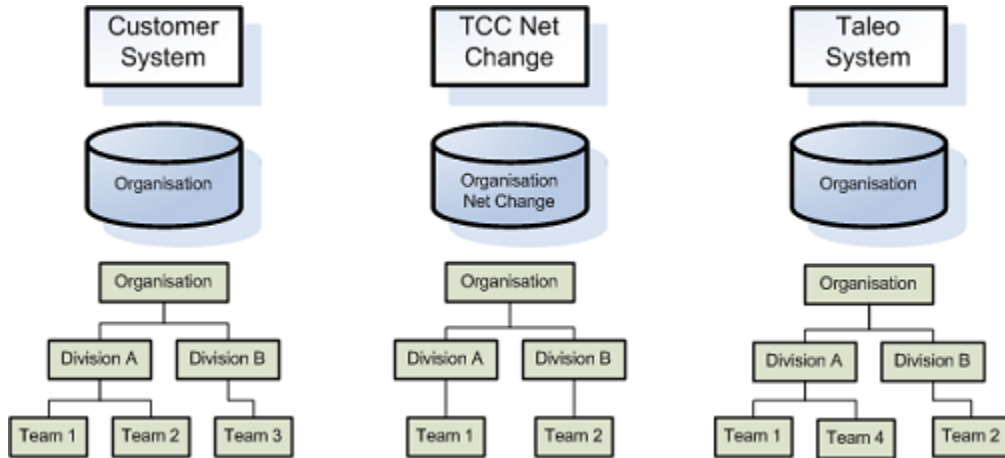 Customer
System
TCC Net
Change
Taleo
System
Organisation
Organisation
Net Change
Organisation
Organisation
Organisation
Organisation
Division A
Division B
Division A
Division B
Division A
Division B
Team 1
Team 2
Team 3
Team 1
Team 2
Team 1
Team 4
Team 2